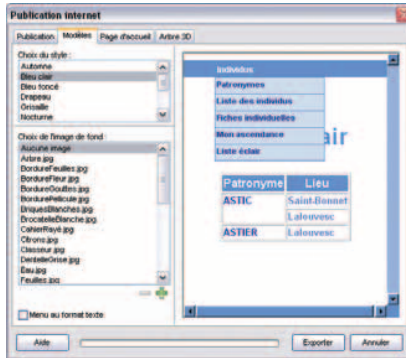 Publication internet
Publication Modèles Page d'accueil Arbre 3D
Choix du style :
Automne
Bleu clair
Bleu foncé
Drapeau
Grisaille
Nocturne
Choix de l'image de fond :
Aucune image
Arbre.jpg
BordureFeuilles.jpg
BordureFleur.jpg
BordureGouttes.jpg
BordurePellicule.jpg
BriquesBlanches.jpg
BrocatelleBlanche.jpg
CahierRayé.jpg
Citrons.jpg
Classeur.jpg
DentelleGrise.jpg
Eau.jpg
Feuilles.jpg
Menu au format texte
Individus
Patronymes
Liste des individus
Fiches individuelles
Mon ascendance
Liste éclair
air
Patronyme Lieu
ASTIC Saint-Bonnet
Lalouvesc
ASTIER Lalouvesc
Aide Exporter Annuler